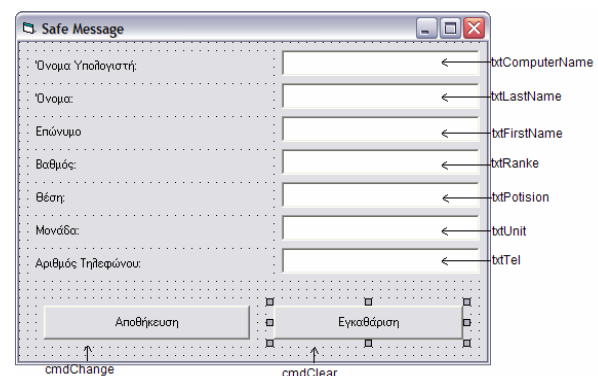 Safe Message
Όνομα Υπολογιστή:
txtComputerName
Όνομα:
txtLastName
Επώνυμο
txtFirstName
Βαθμός:
txtRanke
Θέση:
txtPotision
Μονάδα:
txtUnit
Αριθμός Τηλεφώνου:
txtTel
Αποθήκευση
Εγκαθάριση
cmdChange
cmdClear